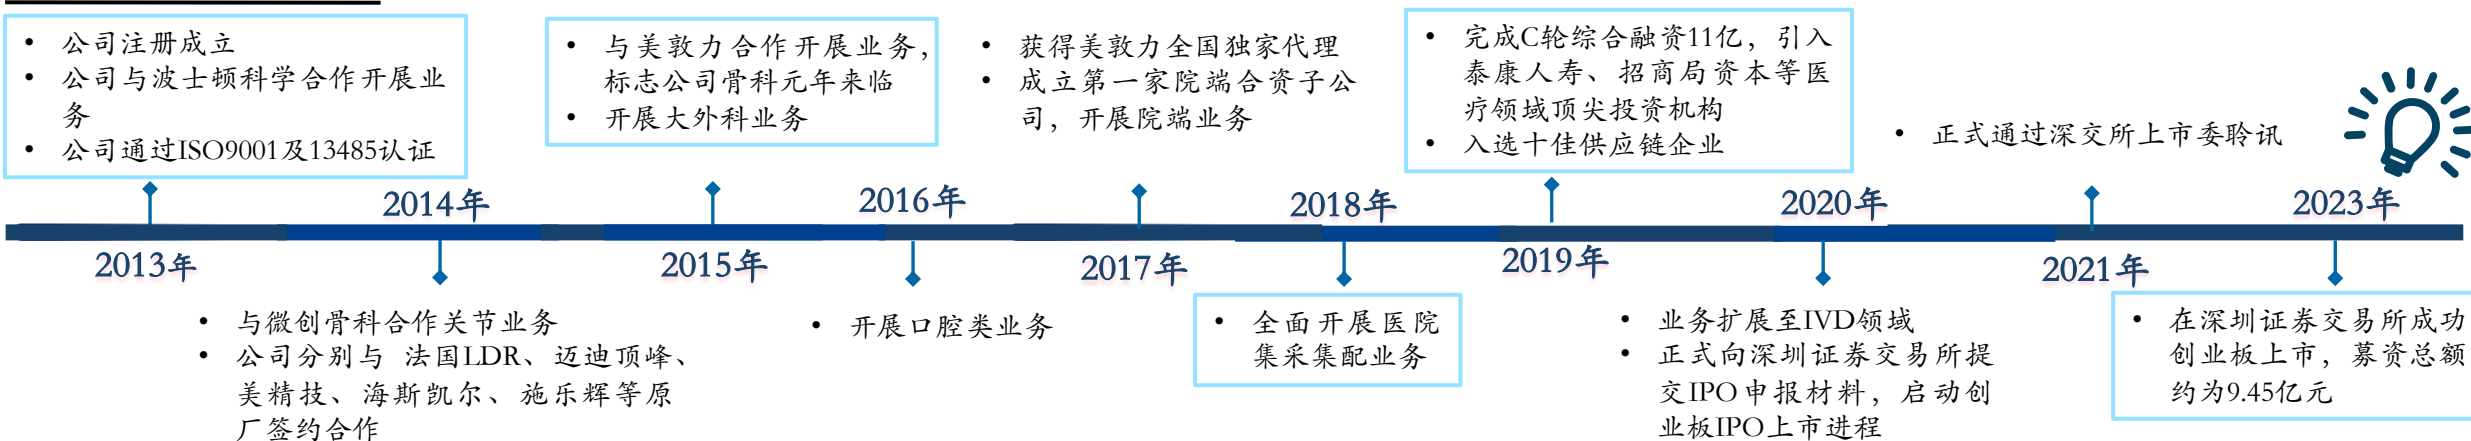 • 公司注册成立
• 公司与波士顿科学合作开展业
务
• 公司通过ISO9001及13485认证
• 与美敦力合作开展业务，
标志公司骨科元年来临
• 开展大外科业务
• 获得美敦力全国独家代理
• 成立第一家院端合资子公
司，开展院端业务
• 完成C轮综合融资11亿，引入
泰康人寿、招商局资本等医
疗领域顶尖投资机构
• 入选十佳供应链企业
• 正式通过深交所上市委聆讯
2014年
2016年
2018年
2020年
2023年
2013年
2015年
2017年
2019年
2021年
• 与微创骨科合作关节业务
• 公司分别与 法国LDR、迈迪顶峰、
美精技、海斯凯尔、施乐辉等原
厂签约合作
• 开展口腔类业务
• 全面开展医院
集采集配业务
• 业务扩展至IVD领域
• 正式向深圳证券交易所提
交IPO申报材料，启动创
业板IPO上市进程
• 在深圳证券交易所成功
创业板上市，募资总额
约为9.45亿元